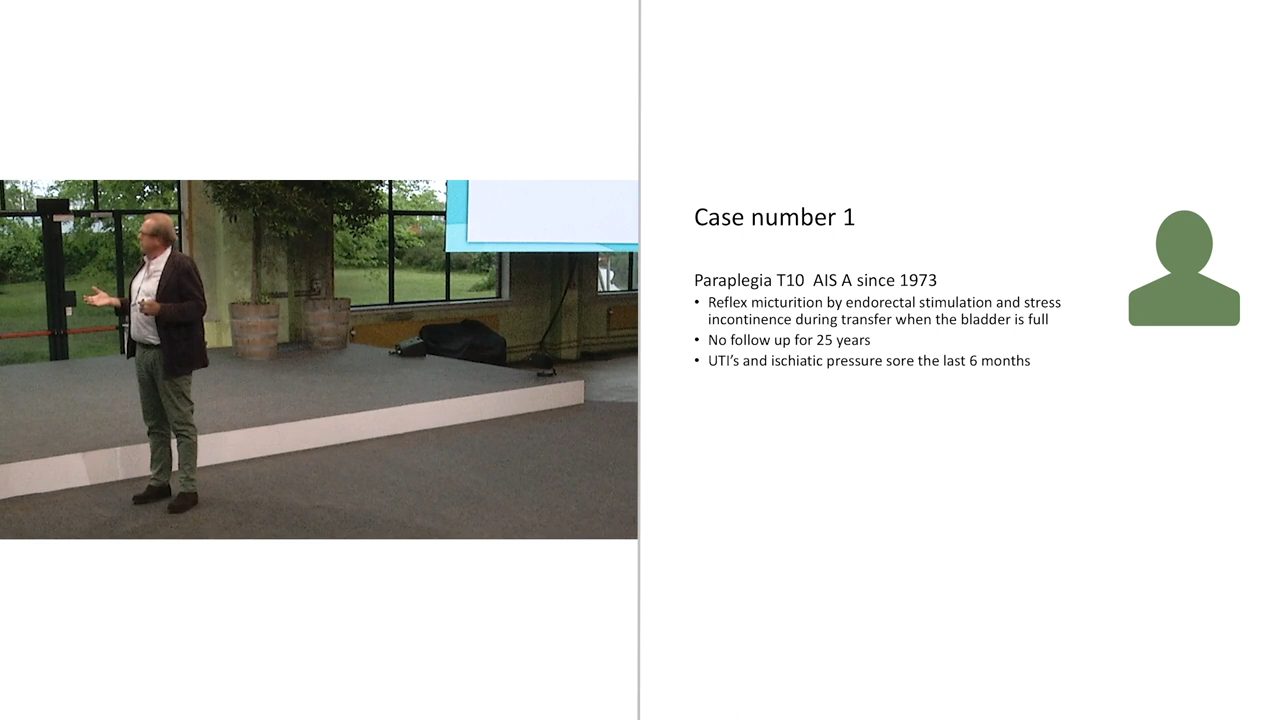 Case number 1
Paraplegia T10  AIS A since 1973
• Reflex micturition by endorectal stimulation and stress
incontinence during transfer when the bladder is full
• No follow up for 25 years
• UTI’s and ischiatic pressure sore the last 6 months